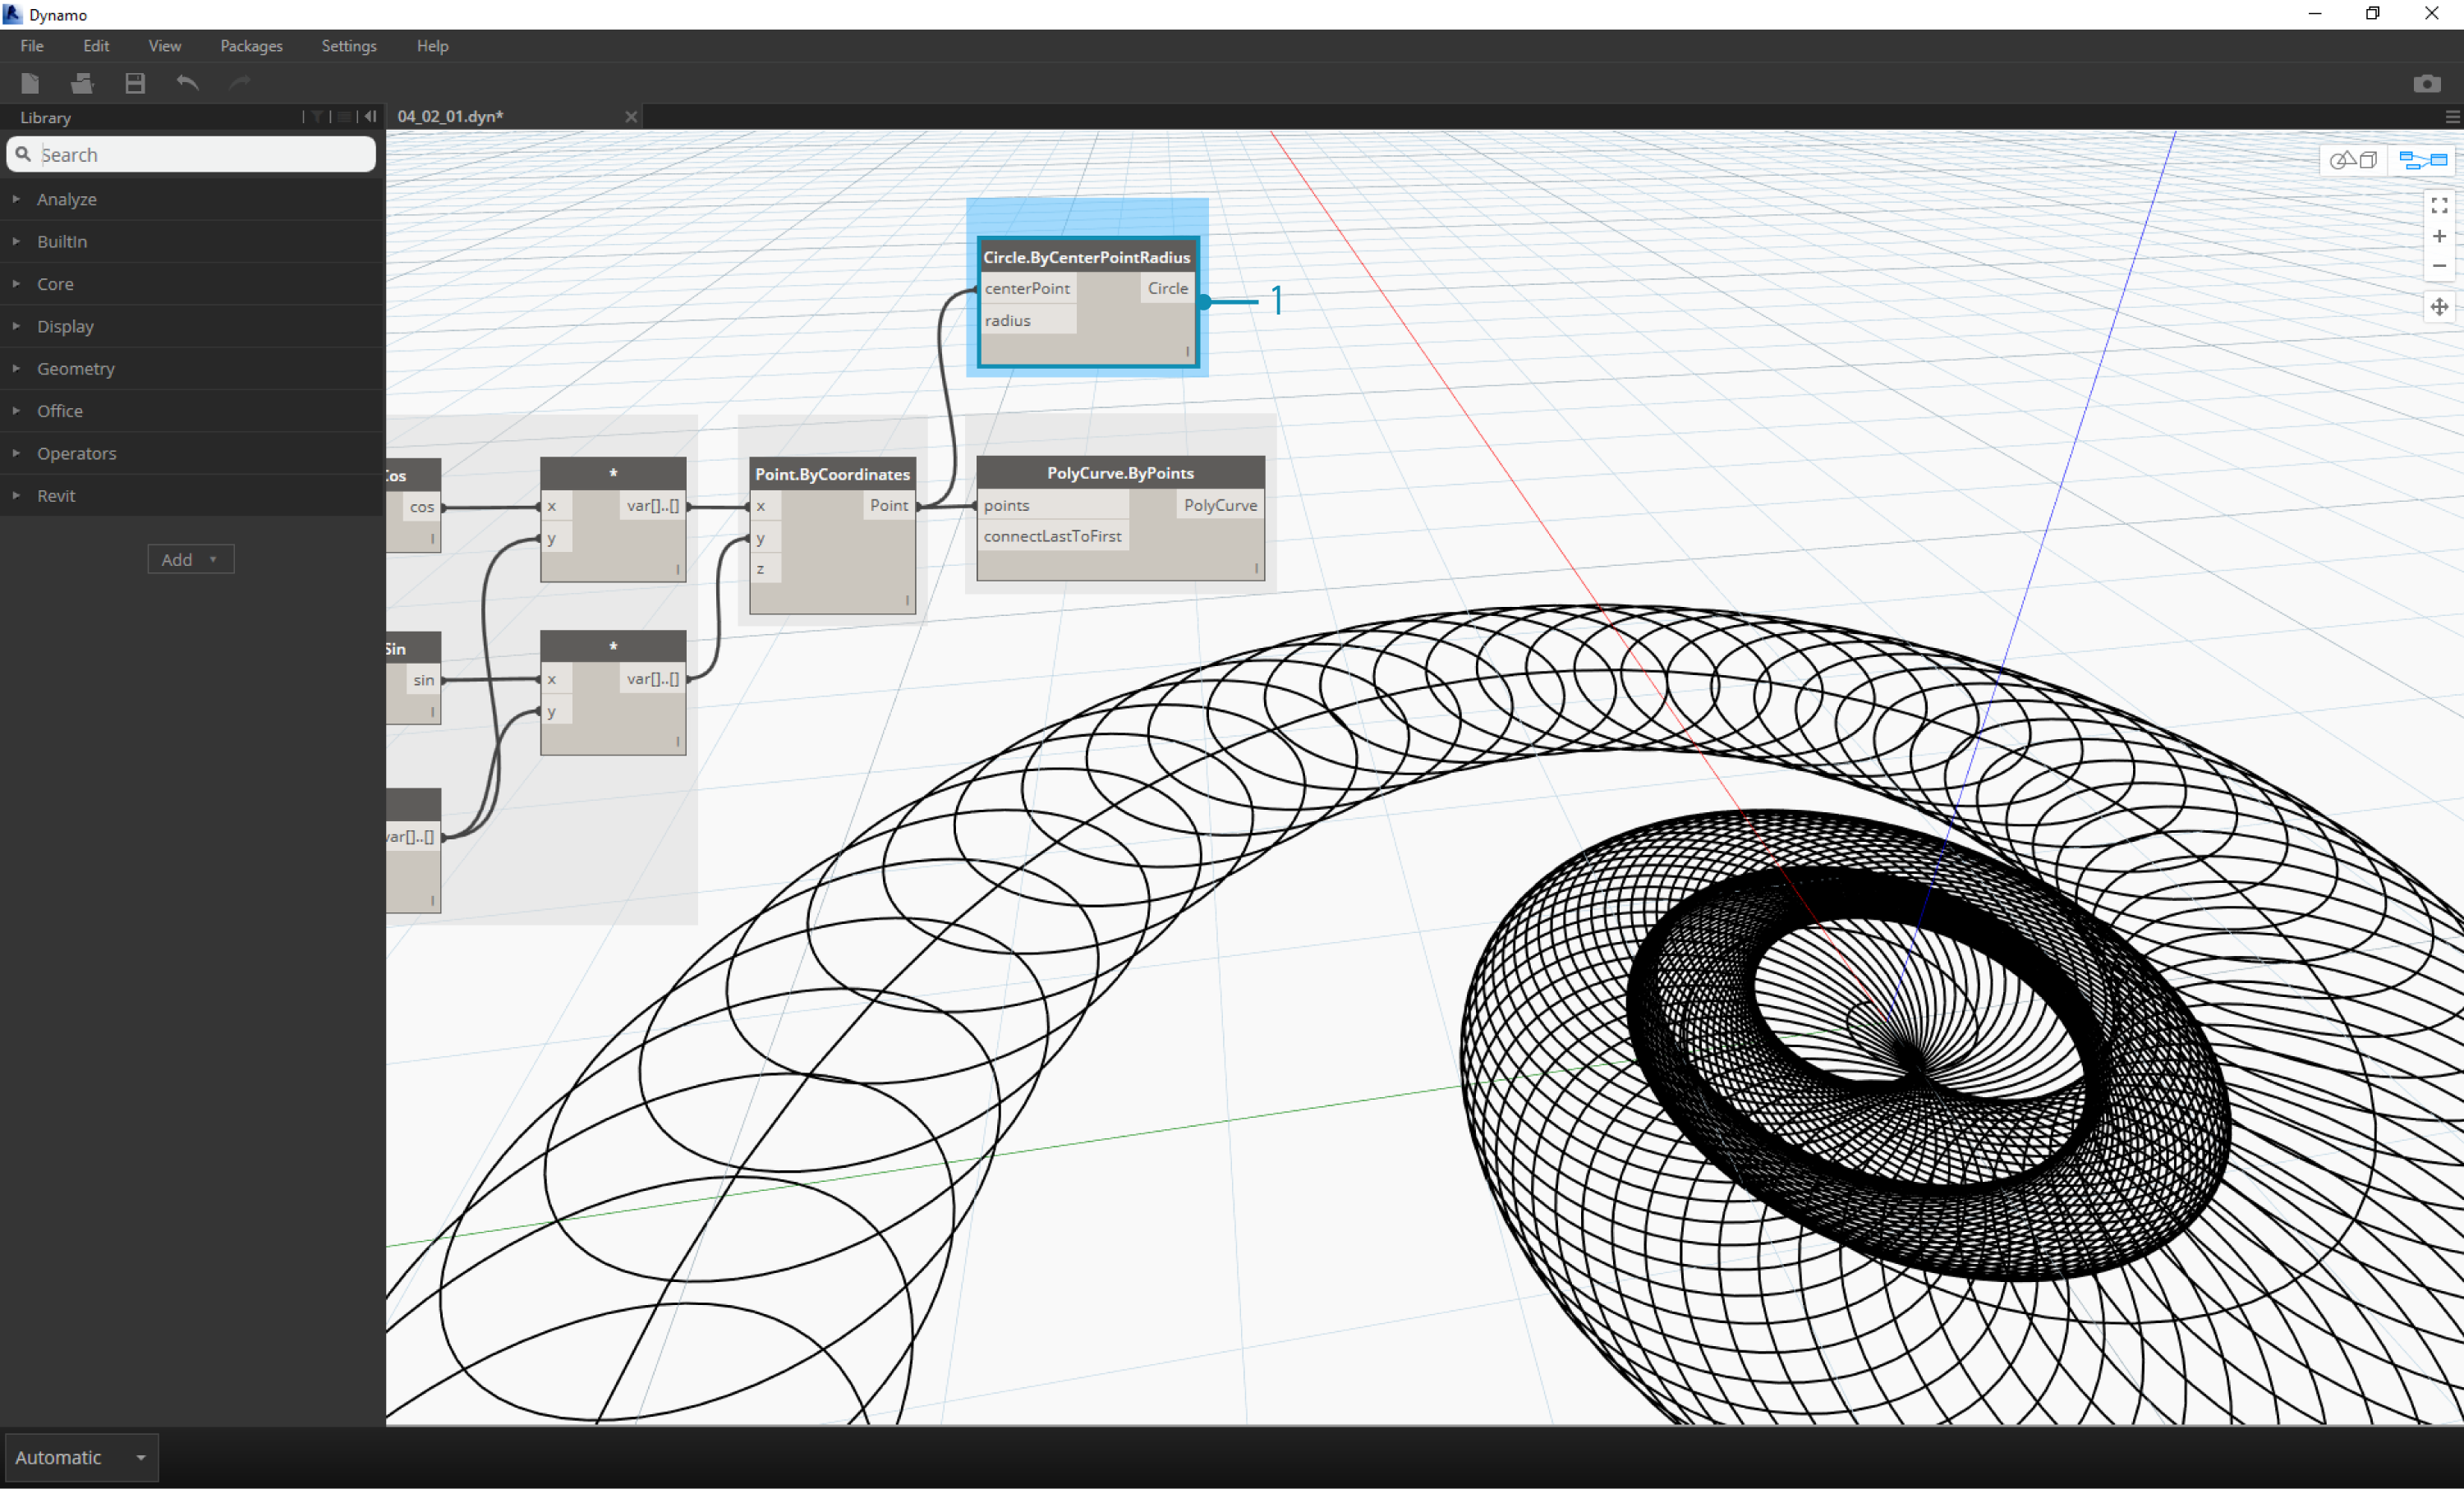 Dynamo
File Edit View Packages Settings Help
Library
04_02_01.dyn*
Search
Analyze
BuiltIn
Core
Display
Geometry
Office
Operators
Revit
Add
Circle.ByCenterPointRadius
centerPoint Circle
radius
1
cos
*
x var[]..[]
y
Point.ByCoordinates
x Point
y
z
PolyCurve.ByPoints
points PolyCurve
connectLastToFirst
Sin
sin
*
x var[]..[]
y
var[]..[]
Automatic